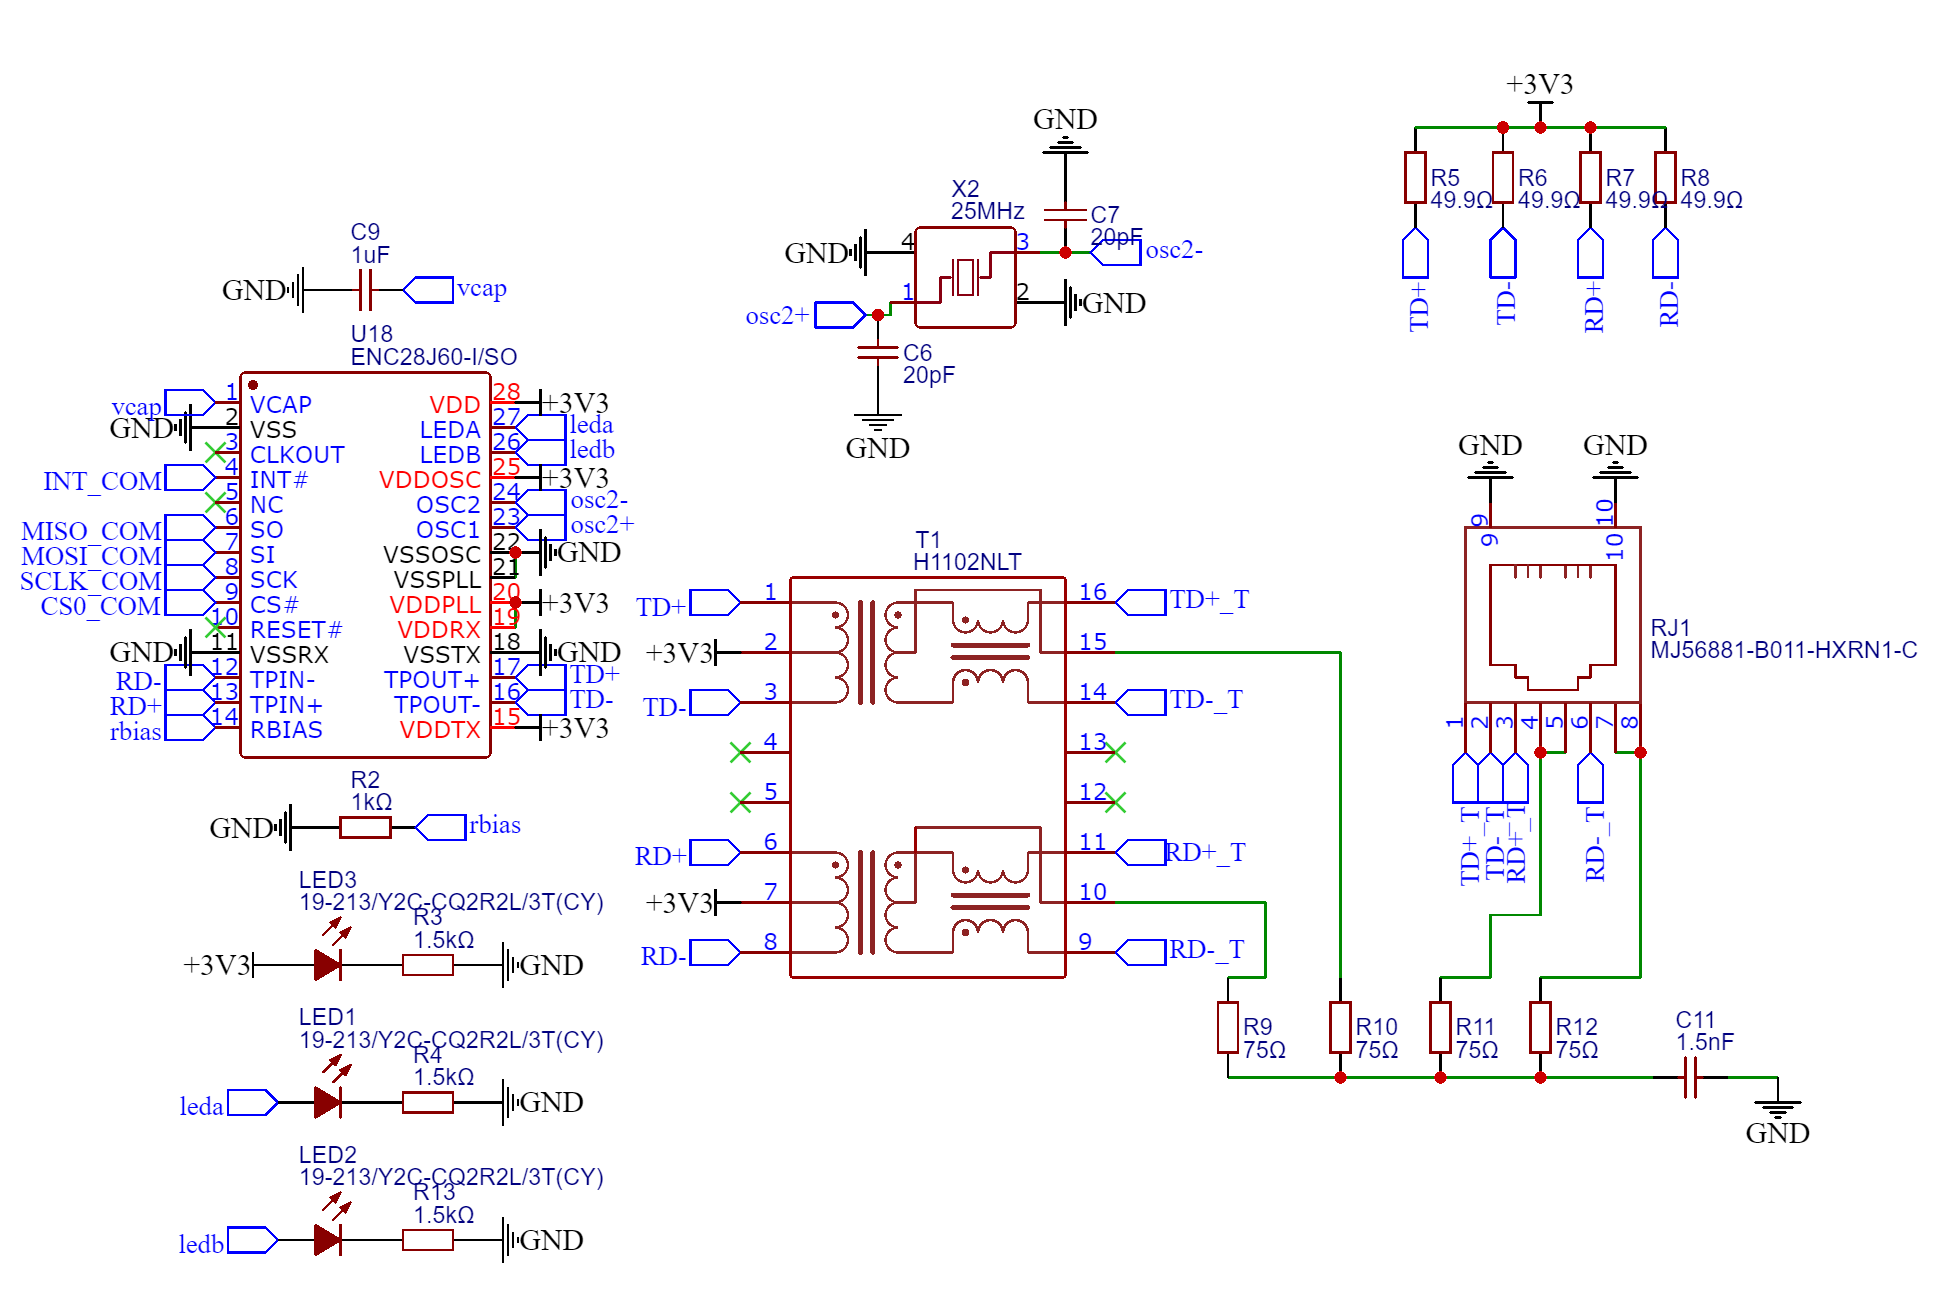 +3V3
R5
49.9Ω
R6
49.9Ω
R7
49.9Ω
R8
49.9Ω
TD+
TD-
RD+
RD-
GND
X2
25MHz
C7
20pF
GND
4
3
osc2-
1
2
GND
osc2+
C6
20pF
GND
C9
1uF
GND
vcap
U18
ENC28J60-I/SO
vcap
1
VCAP
GND
2
VSS
3
CLKOUT
INT_COM
4
INT#
5
NC
MISO_COM
6
SO
MOSI_COM
7
SI
SCLK_COM
8
SCK
CS0_COM
9
CS#
10
RESET#
GND
11
VSSRX
RD-
12
TPIN-
RD+
13
TPIN+
rbias
14
RBIAS
VDD
28
+3V3
LEDA
27
leda
LEDB
26
ledb
VDDOSC
25
+3V3
OSC2
24
osc2-
OSC1
23
osc2+
VSSOSC
22
GND
VSSPLL
21
VDDPLL
20
+3V3
VDDRX
19
VSSTX
18
GND
TPOUT+
17
TD+
TPOUT-
16
TD-
VDDTX
15
+3V3
R2
1kΩ
GND
rbias
LED3
19-213/Y2C-CQ2R2L/3T(CY)
R3
1.5kΩ
+3V3
GND
LED1
19-213/Y2C-CQ2R2L/3T(CY)
R4
1.5kΩ
leda
GND
LED2
19-213/Y2C-CQ2R2L/3T(CY)
R13
1.5kΩ
ledb
GND
T1
H1102NLT
TD+
1
16
TD+_T
+3V3
2
15
TD-
3
14
TD-_T
4
13
5
12
RD+
6
11
RD+_T
+3V3
7
10
RD-
8
9
RD-_T
GND
GND
9
10
9
10
RJ1
MJ56881-B011-HXRN1-C
1
2
3
4
5
6
7
8
TD+_T
TD-_T
RD+_T
RD-_T
R9
75Ω
R10
75Ω
R11
75Ω
R12
75Ω
C11
1.5nF
GND